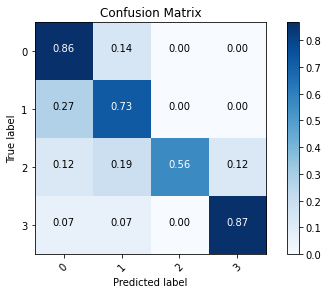 Confusion Matrix
0 0.86 0.14 0.00 0.00
1 0.27 0.73 0.00 0.00
2 0.12 0.19 0.56 0.12
3 0.07 0.07 0.00 0.87
0 1 2 3
True label
Predicted label
0.8
0.7
0.6
0.5
0.4
0.3
0.2
0.1
0.0